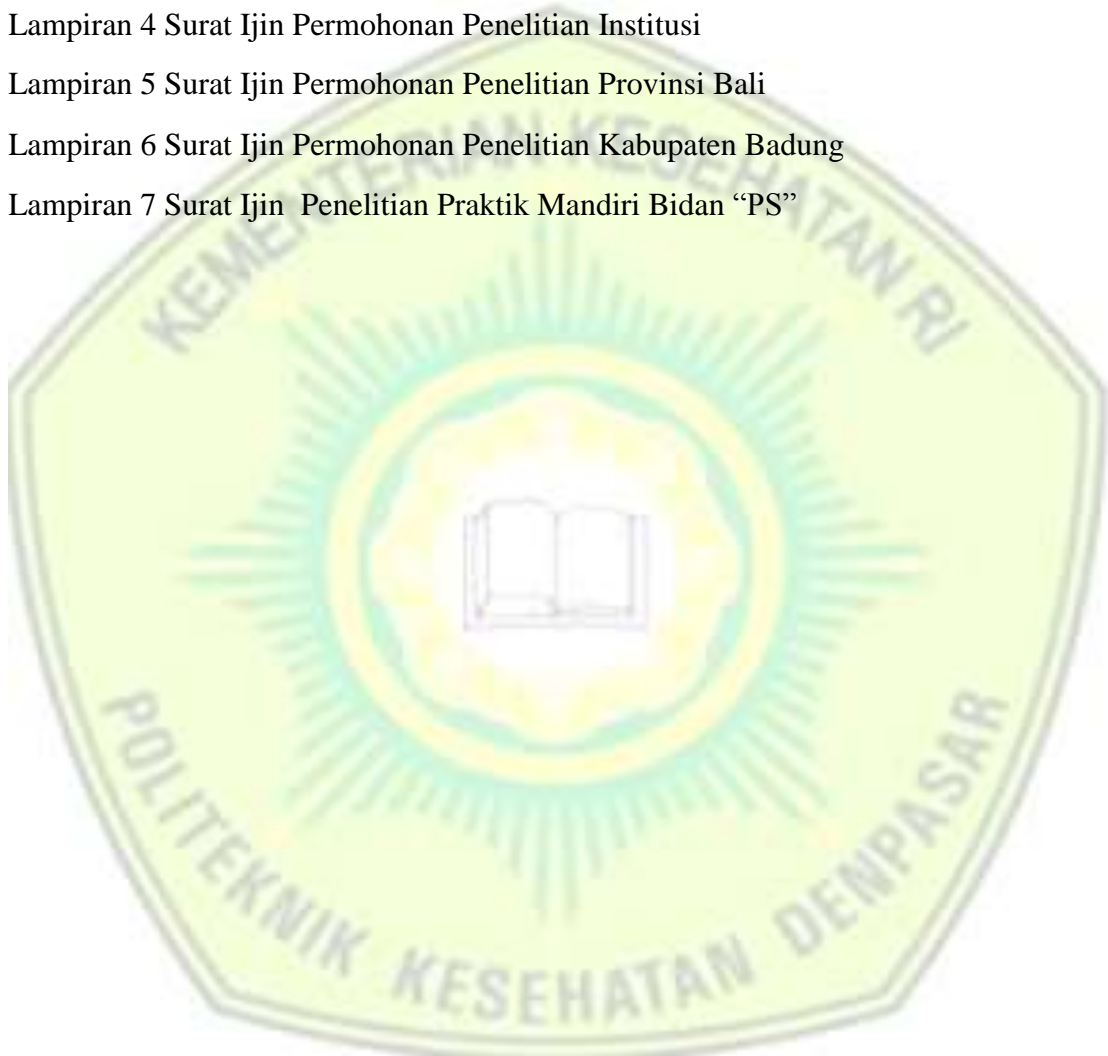 Lampiran 4 Surat Ijin Permohonan Penelitian Institusi
Lampiran 5 Surat Ijin Permohonan Penelitian Provinsi Bali
Lampiran 6 Surat Ijin Permohonan Penelitian Kabupaten Badung
Lampiran 7 Surat Ijin  Penelitian Praktik Mandiri Bidan “PS”
KEMENTERIAN KESEHATAN RI
POLITEKNIK KESEHATAN DENPASAR